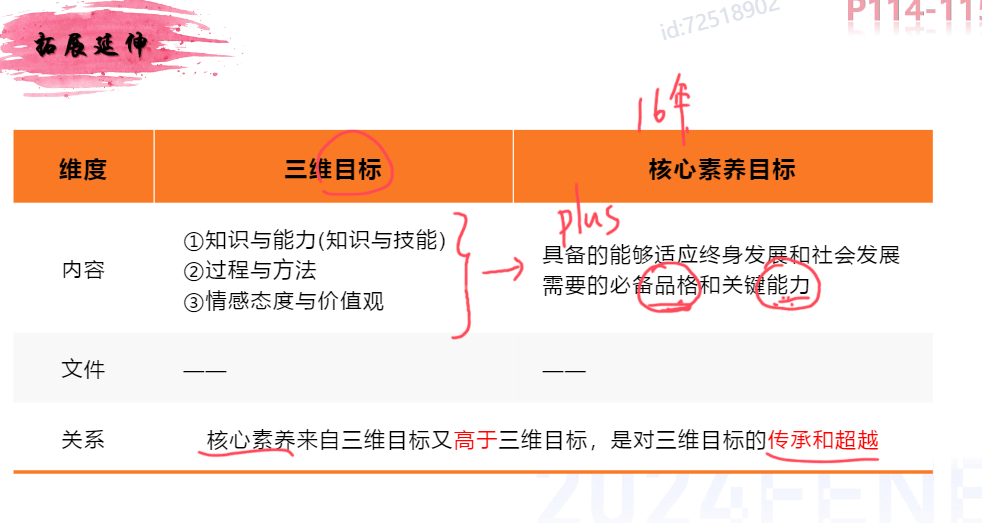 id:72518902
P114-115
拓展延伸
16年
维度 三维目标 核心素养目标
plus
内容
①知识与能力(知识与技能)
②过程与方法
③情感态度与价值观
具备的能够适应终身发展和社会发展
需要的必备品格和关键能力
文件 —— ——
关系 核心素养来自三维目标又高于三维目标，是对三维目标的传承和超越
2024FENB